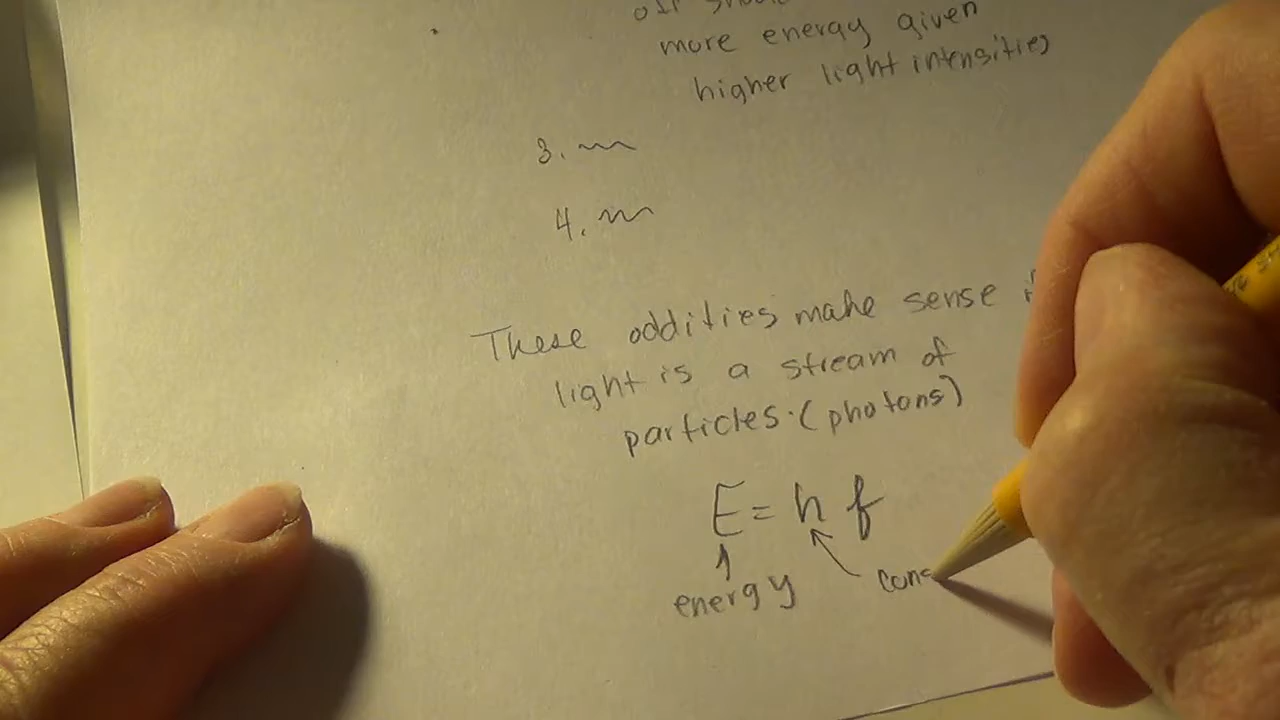 more energy given
higher light intensities
3.
4.
These oddities make sense
light is a stream of
particles. (photons)
E = h f
energy
cons